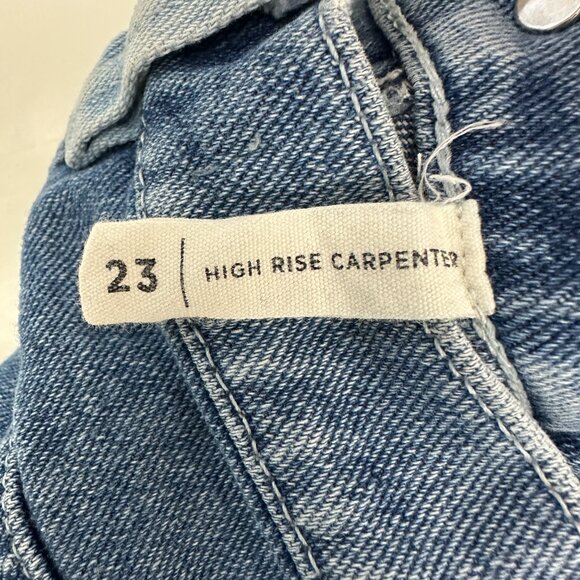 23 | HIGH RISE CARPENTER